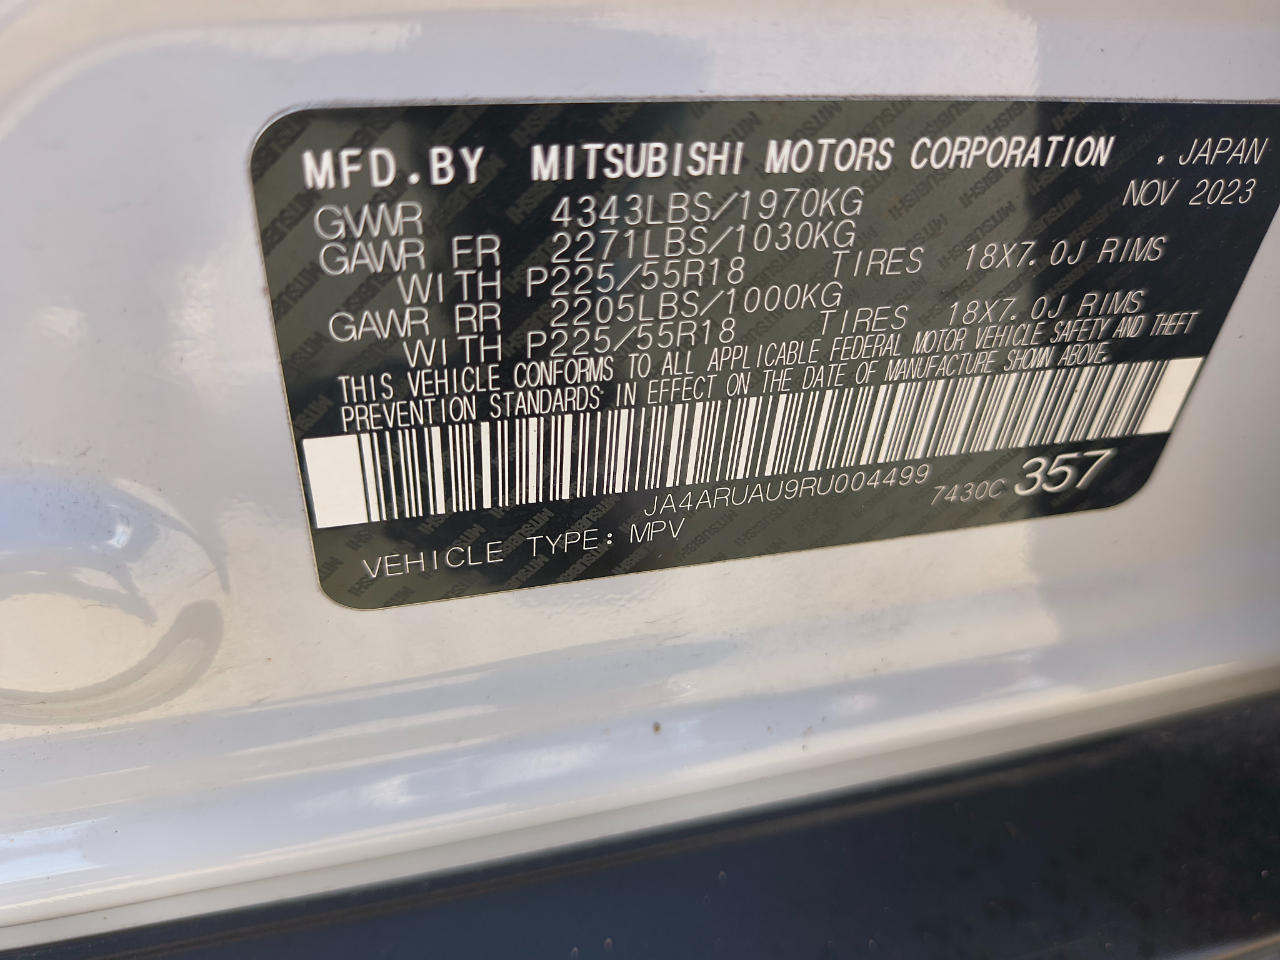 MFD.BY MITSUBISHI MOTORS CORPORATION , JAPAN
NOV 2023
GVWR 4343LBS/1970KG
GAWR FR 2271LBS/1030KG
WITH P225/55R18 TIRES 18X7.0J RIMS
GAWR RR 2205LBS/1000KG
WITH P225/55R18 TIRES 18X7.0J RIMS
THIS VEHICLE CONFORMS TO ALL APPLICABLE FEDERAL MOTOR VEHICLE SAFETY AND THEFT
PREVENTION STANDARDS IN EFFECT ON THE DATE OF MANUFACTURE SHOWN ABOVE.
JA4ARUAU9RU004499
7430C 357
VEHICLE TYPE: MPV